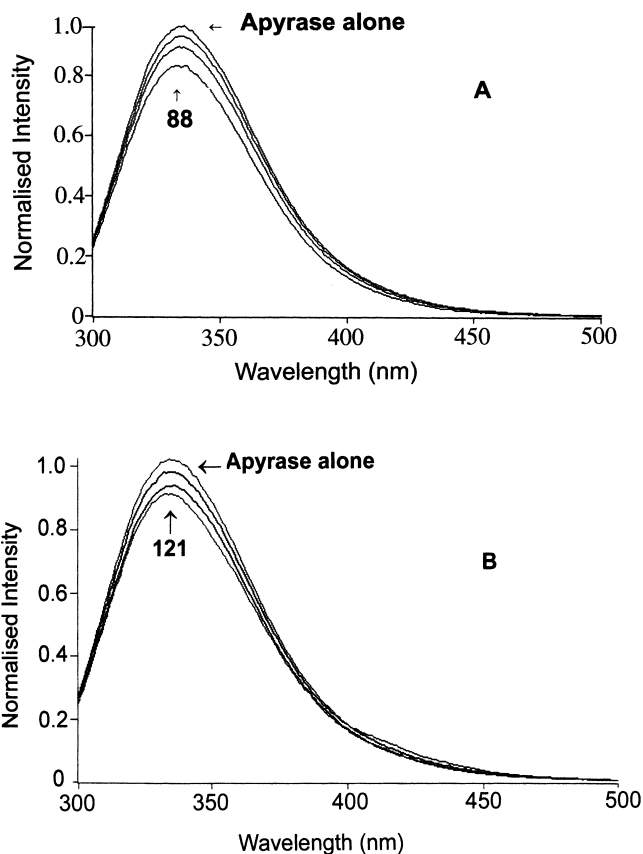 1.0
← Apyrase alone
0.8
A
↑
88
0.6
0.4
0.2
0
300 350 400 450 500
Normalised Intensity
Wavelength (nm)
1.0
← Apyrase alone
0.8
↑
121
B
0.6
0.4
0.2
0
300 350 400 450 500
Normalised Intensity
Wavelength (nm)